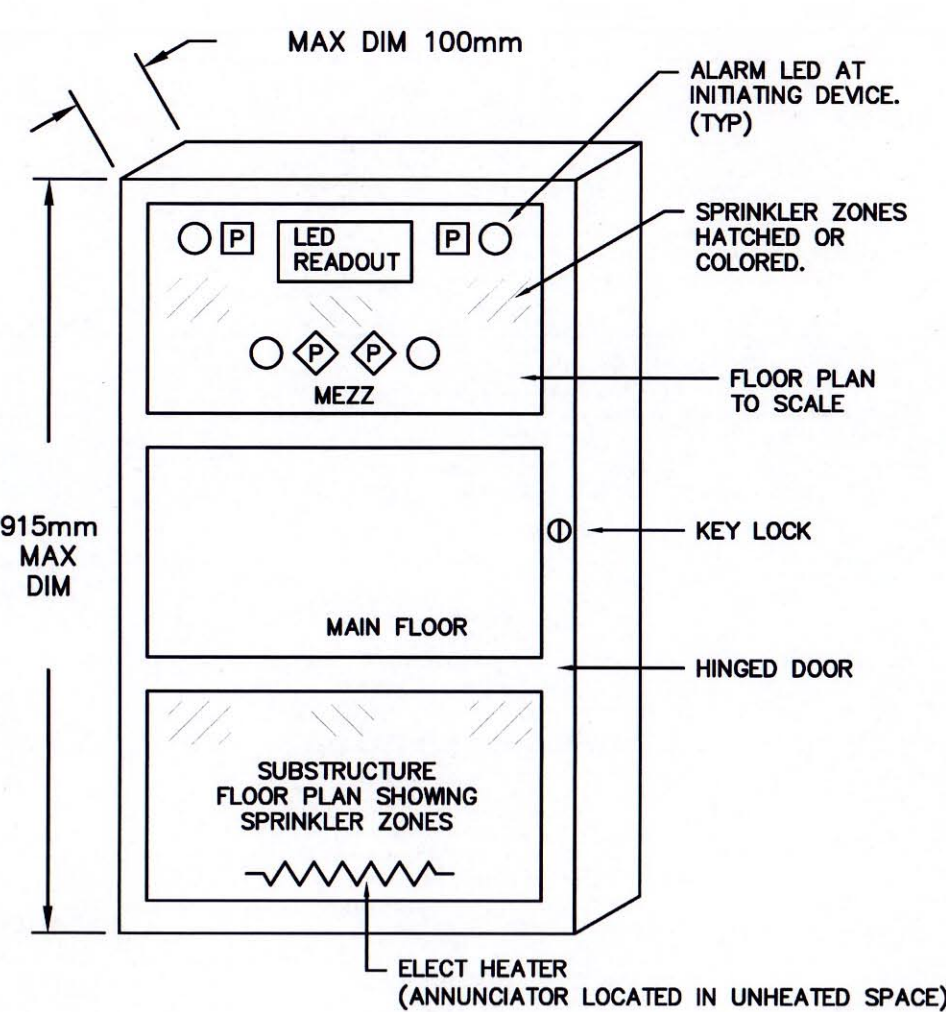 MAX DIM 100mm
ALARM LED AT
INITIATING DEVICE.
(TYP)
SPRINKLER ZONES
HATCHED OR
COLORED.
P
LED
READOUT
P
P
P
MEZZ
FLOOR PLAN
TO SCALE
915mm
MAX
DIM
KEY LOCK
MAIN FLOOR
HINGED DOOR
SUBSTRUCTURE
FLOOR PLAN SHOWING
SPRINKLER ZONES
ELECT HEATER
(ANNUNCIATOR LOCATED IN UNHEATED SPACE)